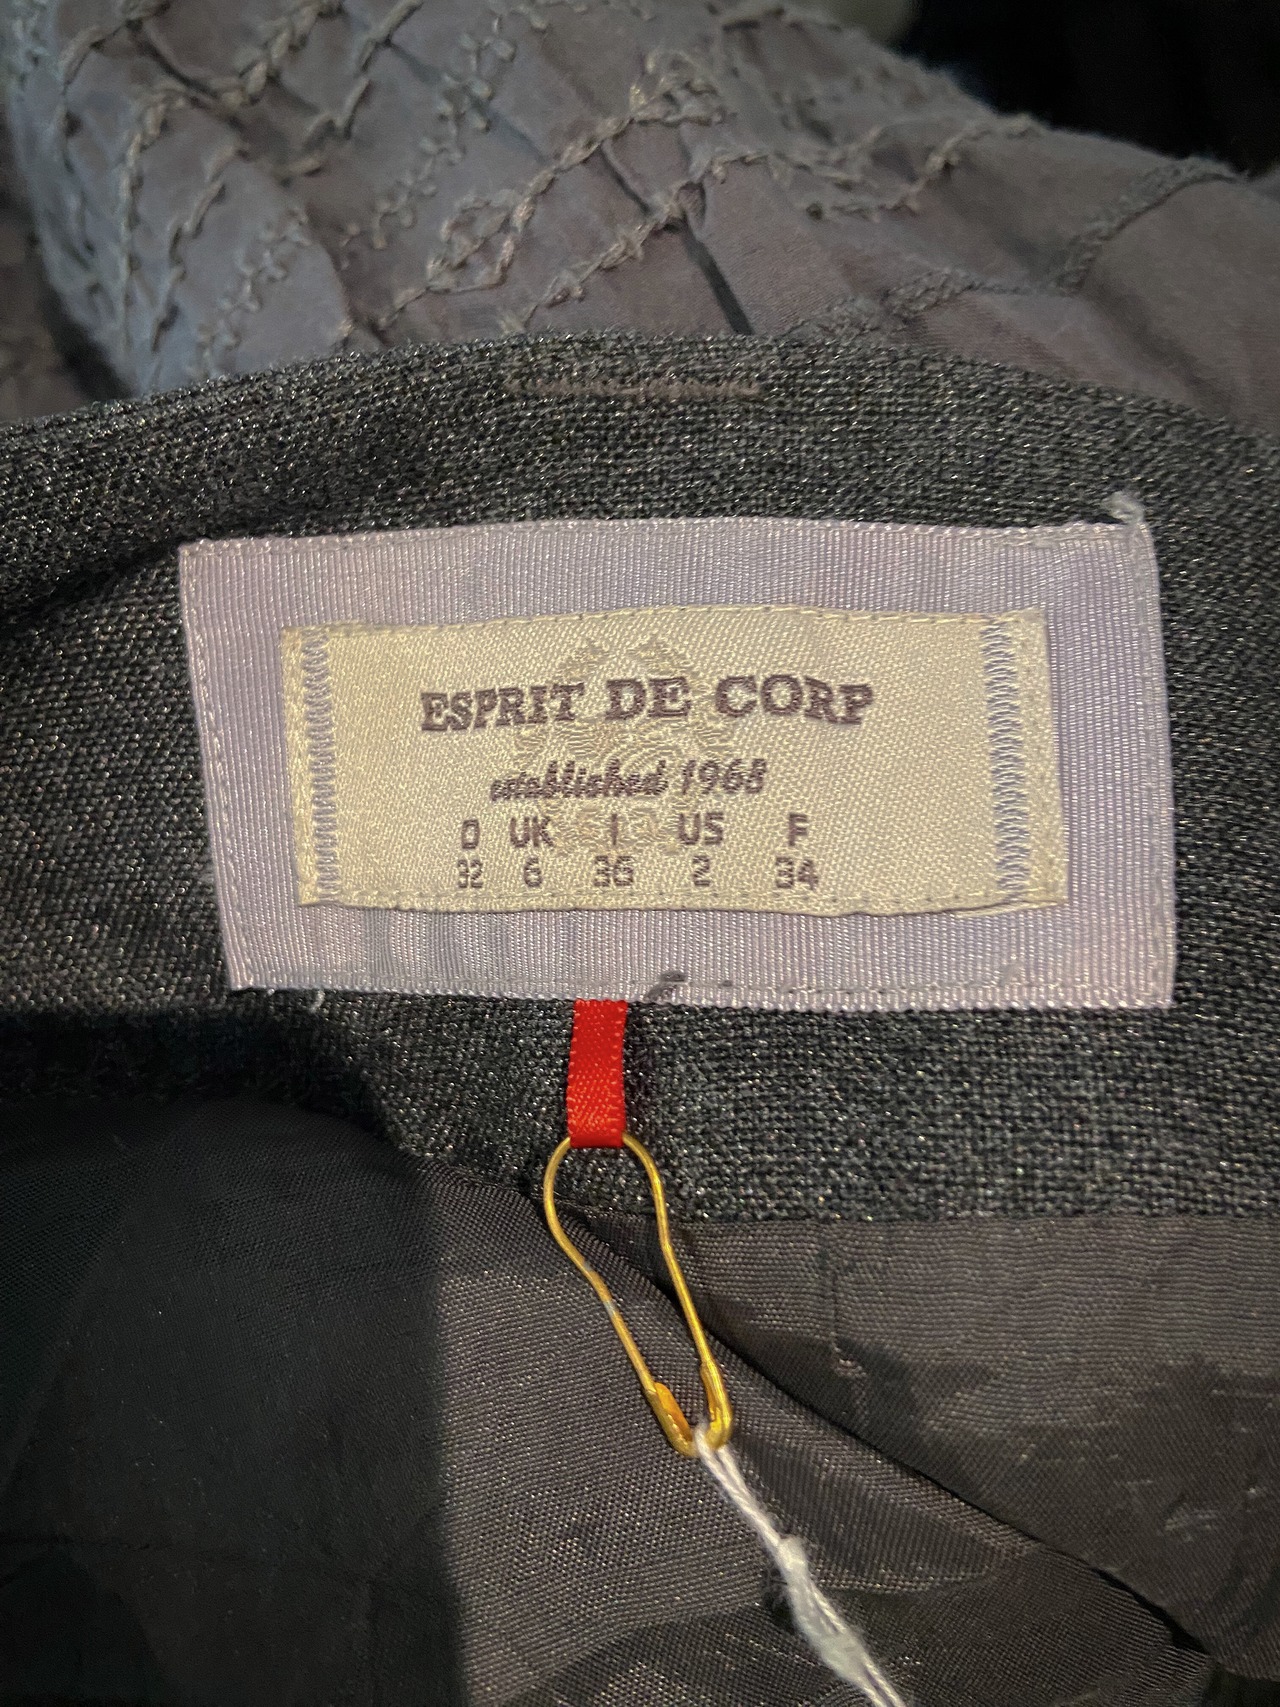 ESPRIT DE CORP
established 1968
D UK I US F
32 6 36 2 34